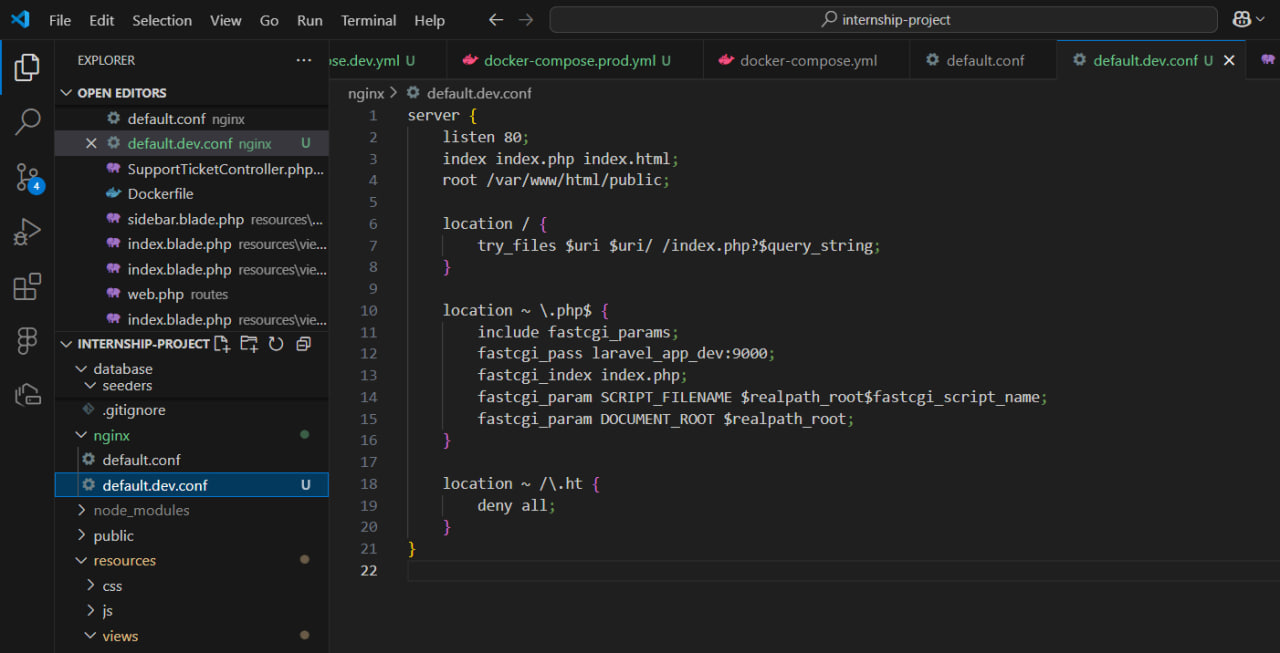 File Edit Selection View Go Run Terminal Help
internship-project
EXPLORER
se.dev.yml U
docker-compose.prod.yml U
docker-compose.yml
default.conf
default.dev.conf U
OPEN EDITORS
default.conf nginx
default.dev.conf nginx U
SupportTicketController.php...
Dockerfile
sidebar.blade.php resources\...
index.blade.php resources\vie...
index.blade.php resources\vie...
web.php routes
index.blade.php resources\vie...
INTERNSHIP-PROJECT
database
seeders
.gitignore
nginx
default.conf
default.dev.conf U
node_modules
public
resources
css
js
views
4
nginx > default.dev.conf
1 server {
2 listen 80;
3 index index.php index.html;
4 root /var/www/html/public;
5
6 location / {
7 try_files $uri $uri/ /index.php?$query_string;
8 }
9
10 location ~ \.php$ {
11 include fastcgi_params;
12 fastcgi_pass laravel_app_dev:9000;
13 fastcgi_index index.php;
14 fastcgi_param SCRIPT_FILENAME $realpath_root$fastcgi_script_name;
15 fastcgi_param DOCUMENT_ROOT $realpath_root;
16 }
17
18 location ~ /\.ht {
19 deny all;
20 }
21 }
22